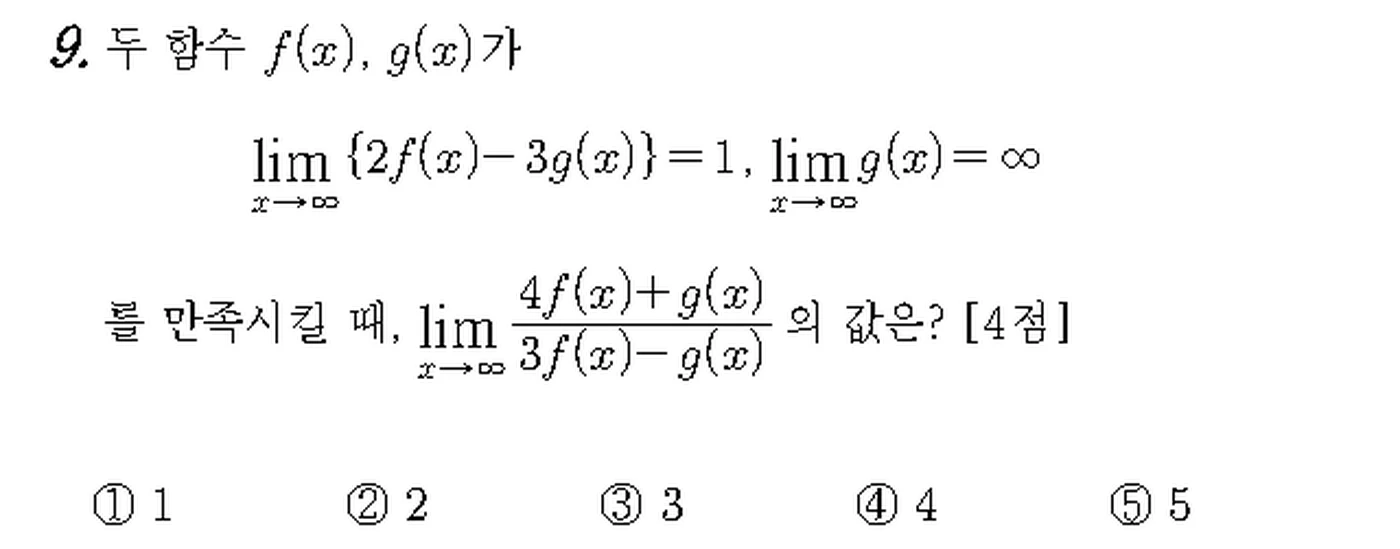 9. 두 함수 f(x), g(x)가
lim_{x→∞} {2f(x)−3g(x)}=1, lim_{x→∞} g(x)=∞
를 만족시킬 때, lim_{x→∞} \frac{4f(x)+g(x)}{3f(x)−g(x)} 의 값은? [4점]
① 1 ② 2 ③ 3 ④ 4 ⑤ 5